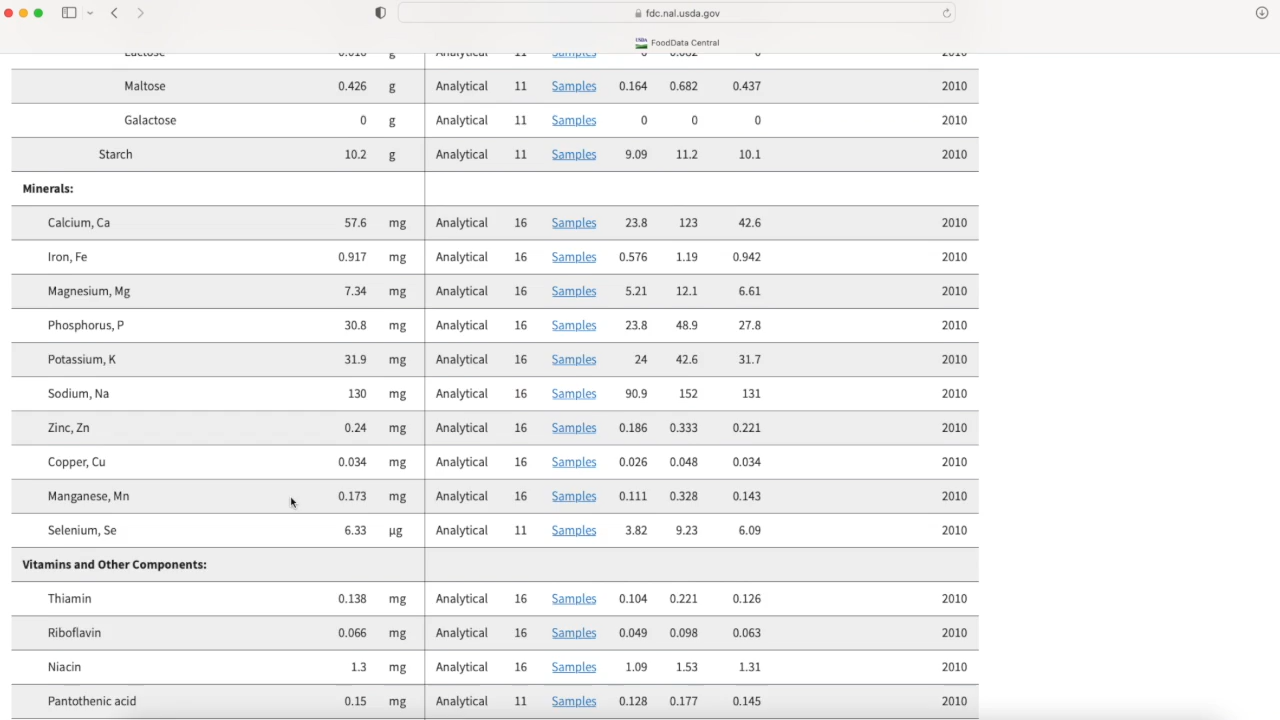 fdc.nal.usda.gov
USDA FoodData Central
Lactose 0.016 g Analytical 11 Samples 0 0.082 0 2010
Maltose 0.426 g Analytical 11 Samples 0.164 0.682 0.437 2010
Galactose 0 g Analytical 11 Samples 0 0 0 2010
Starch 10.2 g Analytical 11 Samples 9.09 11.2 10.1 2010
Minerals:
Calcium, Ca 57.6 mg Analytical 16 Samples 23.8 123 42.6 2010
Iron, Fe 0.917 mg Analytical 16 Samples 0.576 1.19 0.942 2010
Magnesium, Mg 7.34 mg Analytical 16 Samples 5.21 12.1 6.61 2010
Phosphorus, P 30.8 mg Analytical 16 Samples 23.8 48.9 27.8 2010
Potassium, K 31.9 mg Analytical 16 Samples 24 42.6 31.7 2010
Sodium, Na 130 mg Analytical 16 Samples 90.9 152 131 2010
Zinc, Zn 0.24 mg Analytical 16 Samples 0.186 0.333 0.221 2010
Copper, Cu 0.034 mg Analytical 16 Samples 0.026 0.048 0.034 2010
Manganese, Mn 0.173 mg Analytical 16 Samples 0.111 0.328 0.143 2010
Selenium, Se 6.33 µg Analytical 11 Samples 3.82 9.23 6.09 2010
Vitamins and Other Components:
Thiamin 0.138 mg Analytical 16 Samples 0.104 0.221 0.126 2010
Riboflavin 0.066 mg Analytical 16 Samples 0.049 0.098 0.063 2010
Niacin 1.3 mg Analytical 16 Samples 1.09 1.53 1.31 2010
Pantothenic acid 0.15 mg Analytical 11 Samples 0.128 0.177 0.145 2010